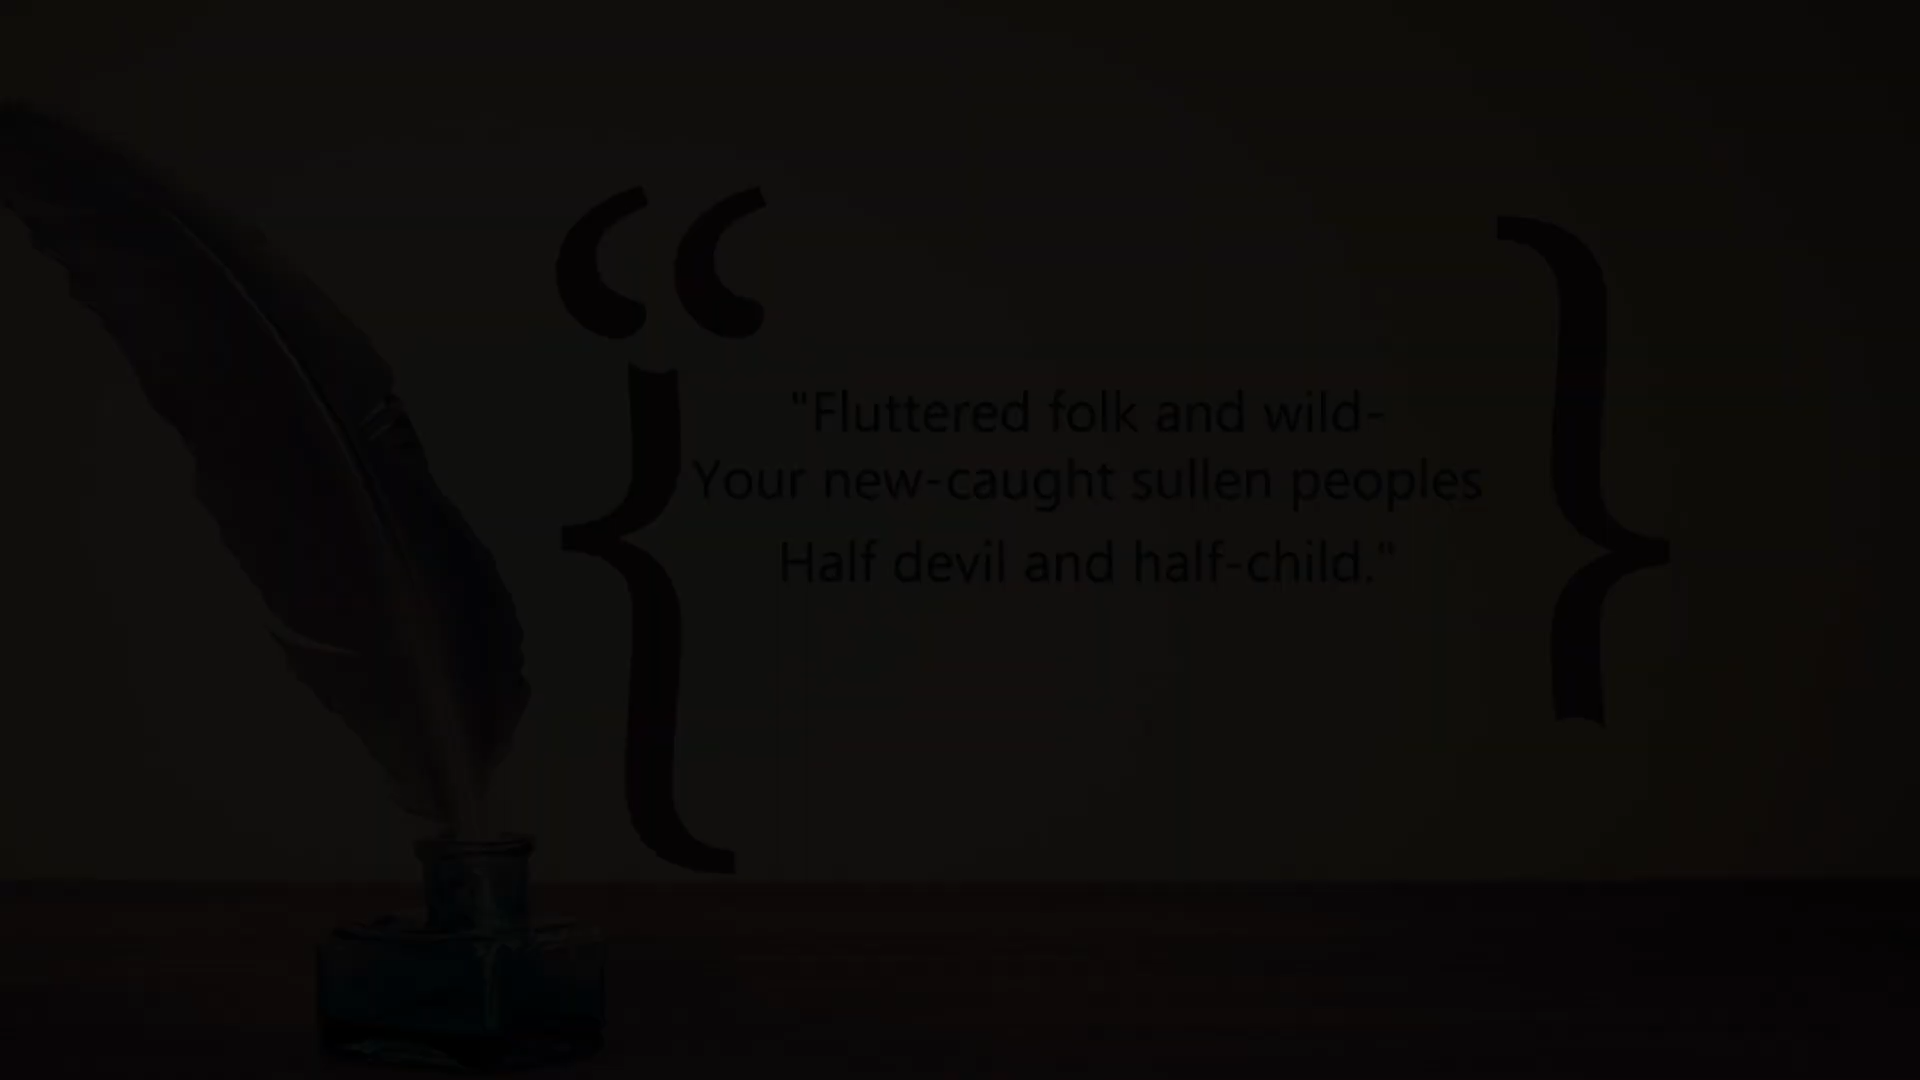 "Fluttered folk and wild-
Your new-caught sullen peoples
Half devil and half-child."